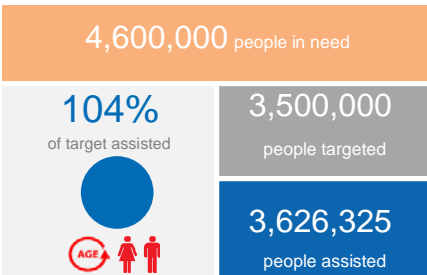 4,600,000 people in need
104%
of target assisted
3,500,000
people targeted
3,626,325
people assisted
AGE